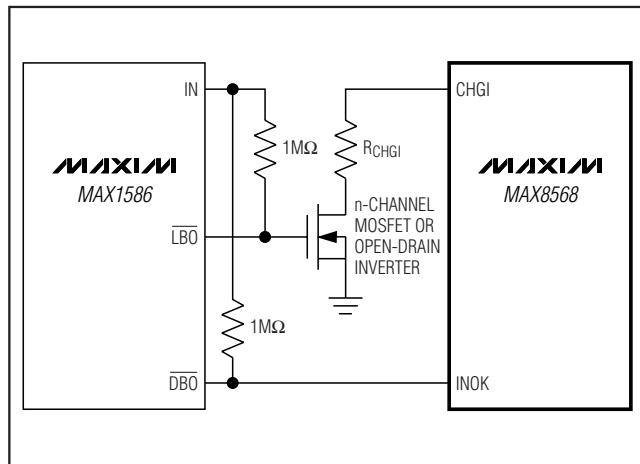 IN
CHGI
1MΩ
RCHGI
MAXIM
MAX1586
MAXIM
MAX8568
n-CHANNEL
MOSFET OR
OPEN-DRAIN
INVERTER
LBO
1MΩ
DBO
INOK